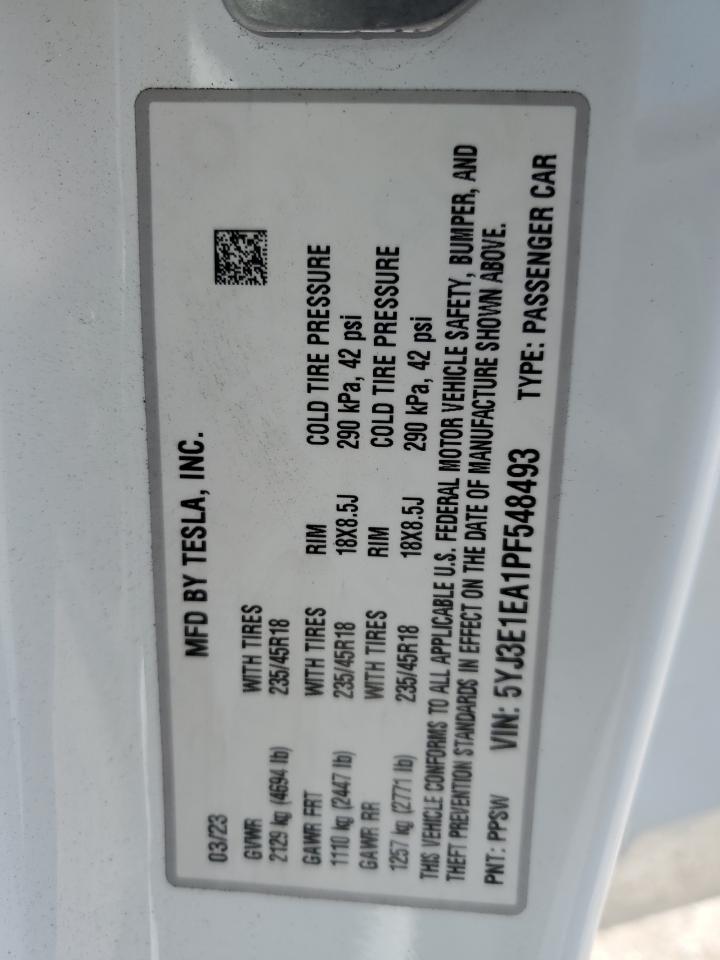 MFD BY TESLA, INC.
03/23
GVWR WITH TIRES
2129 kg (4694 lb) 235/45R18
GAWR FRT WITH TIRES RIM COLD TIRE PRESSURE
1110 kg (2447 lb) 235/45R18 18X8.5J 290 kPa, 42 psi
GAWR RR WITH TIRES RIM COLD TIRE PRESSURE
1257 kg (2771 lb) 235/45R18 18X8.5J 290 kPa, 42 psi
THIS VEHICLE CONFORMS TO ALL APPLICABLE U.S. FEDERAL MOTOR VEHICLE SAFETY, BUMPER, AND
THEFT PREVENTION STANDARDS IN EFFECT ON THE DATE OF MANUFACTURE SHOWN ABOVE.
PNT: PPSW VIN: 5YJ3E1EA1PF548493 TYPE: PASSENGER CAR